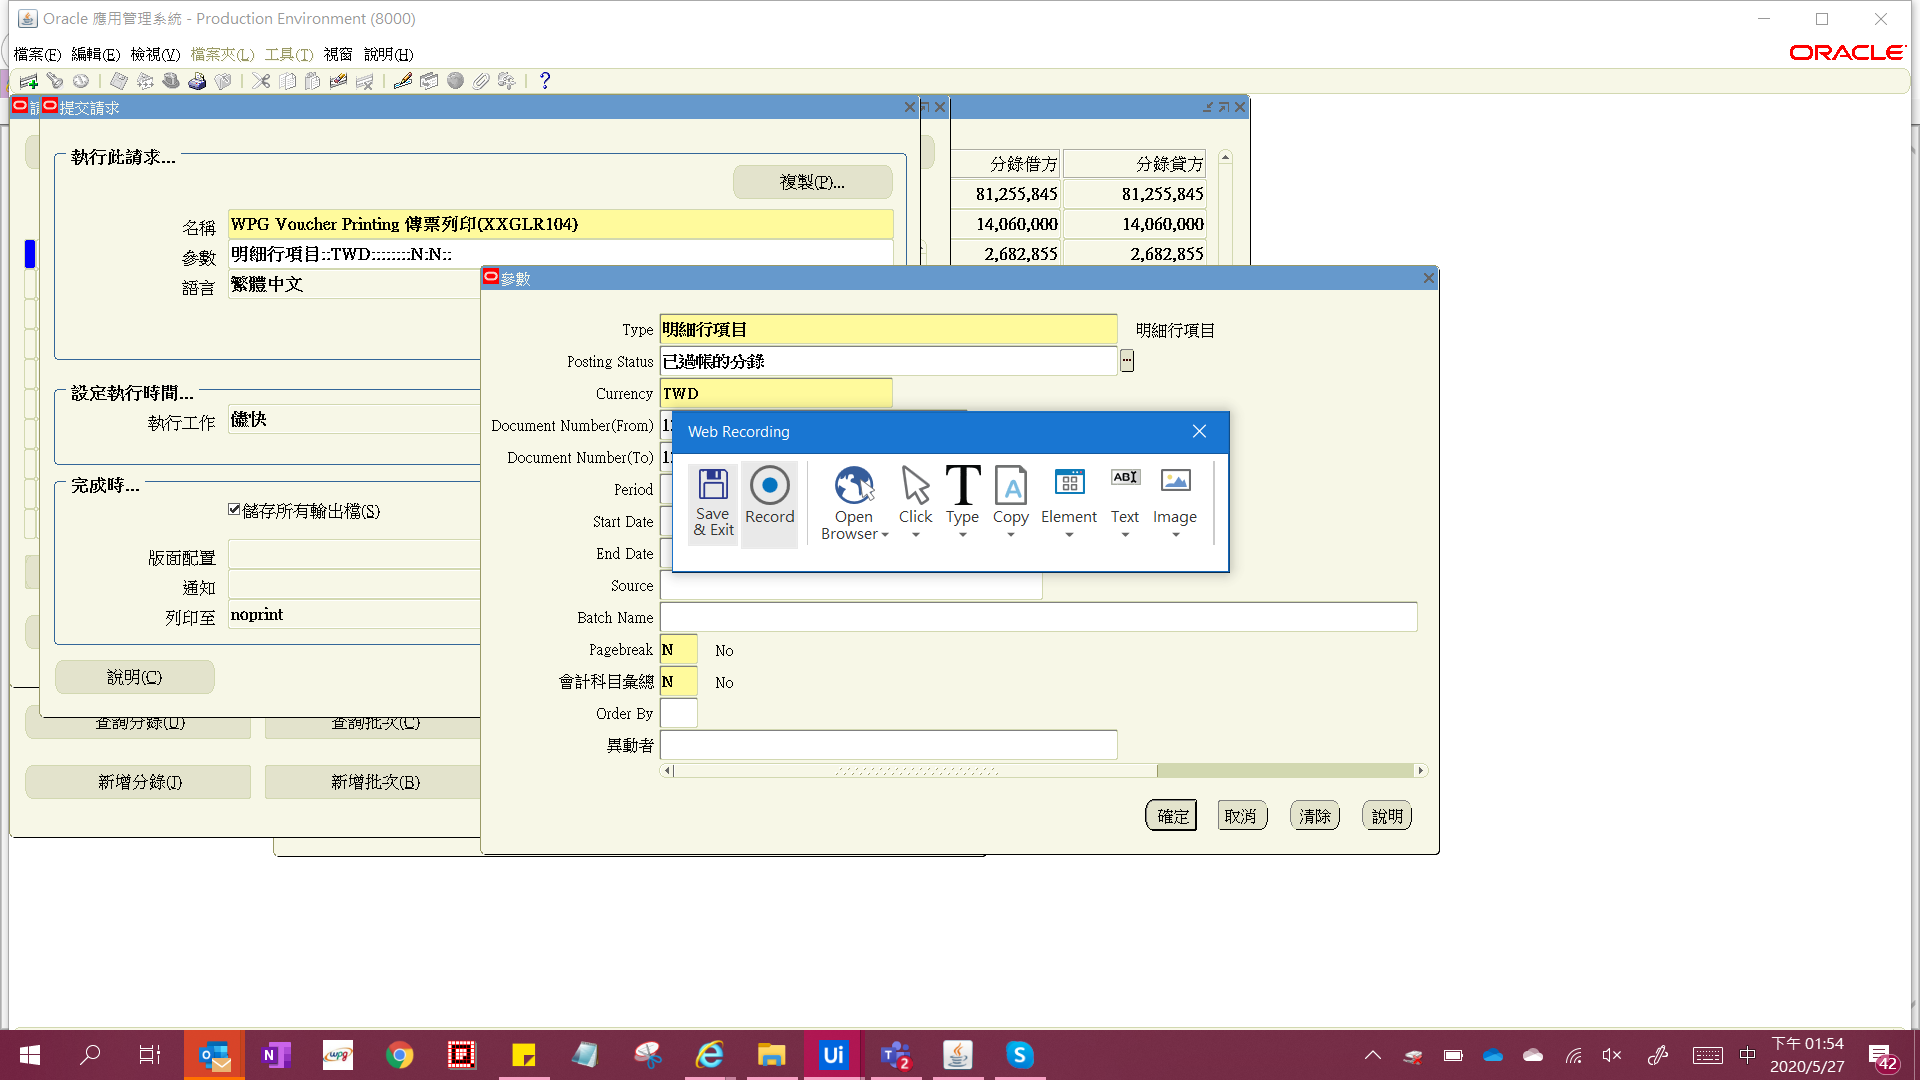 Oracle 應用管理系統 - Production Environment (8000)
檔案(F) 編輯(E) 檢視(V) 檔案夾(L) 工具(T) 視窗 說明(H)
ORACLE
提交請求
執行此請求...
複製(P)...
名稱 WPG Voucher Printing 傳票列印(XXGLR104)
參數 明細行項目::TWD::::::::N:N::
語言 繁體中文
設定執行時間...
執行工作 儘快
完成時...
儲存所有輸出檔(S)
版面配置
通知
列印至 noprint
說明(C)
查詢分錄(U) 查詢批次(C)
新增分錄(J) 新增批次(B)
分錄借方 分錄貸方
81,255,845 81,255,845
14,060,000 14,060,000
2,682,855 2,682,855
參數
Type 明細行項目 明細行項目
Posting Status 已過帳的分錄
Currency TWD
Document Number(From)
Document Number(To)
Period
Start Date
End Date
Source
Batch Name
Pagebreak N No
會計科目彙總 N No
Order By
異動者
確定 取消 清除 說明
Web Recording
Save & Exit
Record
Open Browser
Click
Type
Copy
Element
Text
Image
ABI
A
N
wpg
Ui
2
S
中
下午 01:54
2020/5/27
42